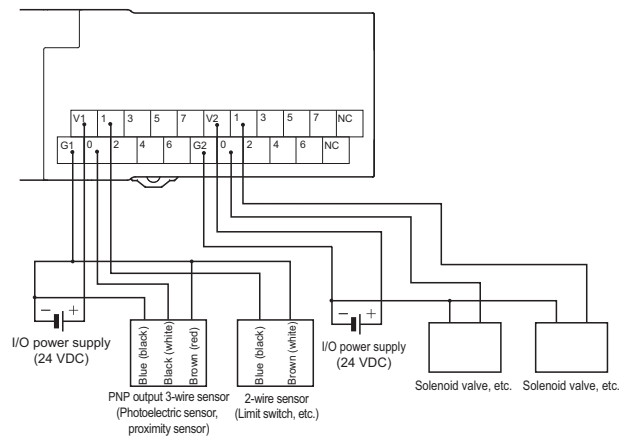 V1 1 3 5 7 V2 1 3 5 7 NC
G1 0 2 4 6 G2 0 2 4 6 NC
− +
I/O power supply
(24 VDC)
Blue (black)
Black (white)
Brown (red)
PNP output 3-wire sensor
(Photoelectric sensor,
proximity sensor)
Blue (black)
Brown (white)
2-wire sensor
(Limit switch, etc.)
− +
I/O power supply
(24 VDC)
Solenoid valve, etc.
Solenoid valve, etc.